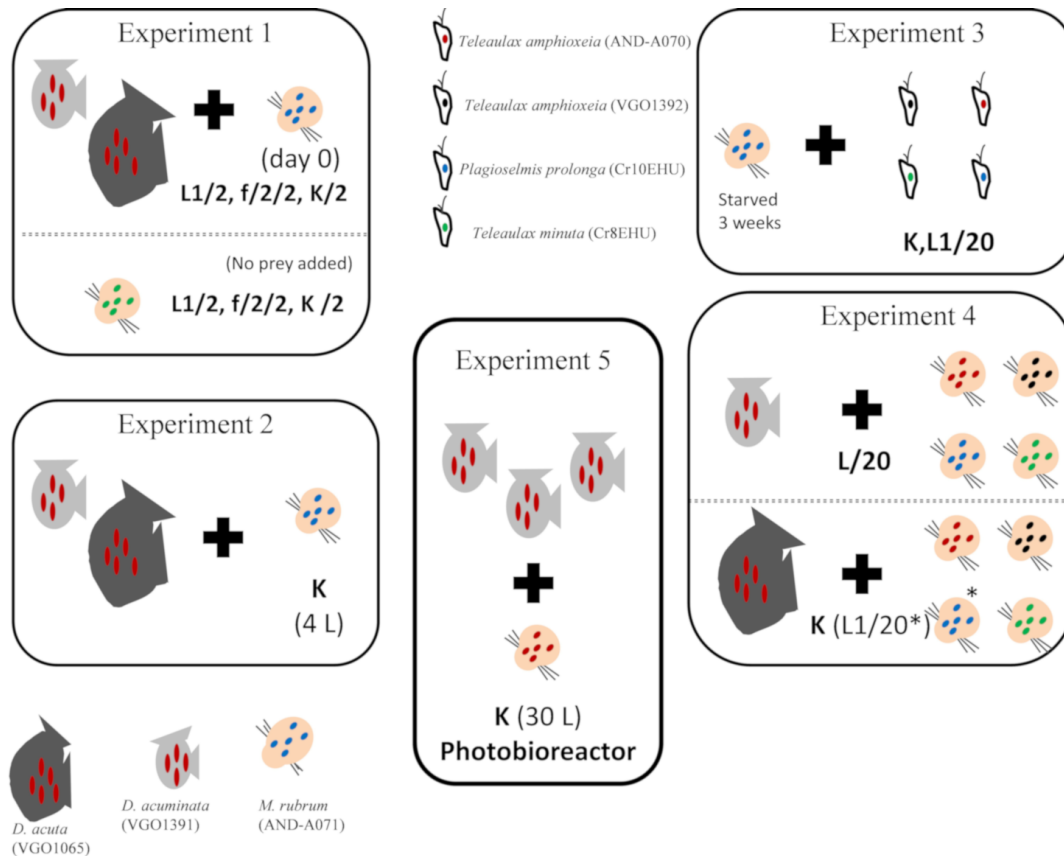 Experiment 1
(day 0)
L1/2, f/2/2, K/2
(No prey added)
L1/2, f/2/2, K /2
Teleaulax amphioxeia (AND-A070)
Teleaulax amphioxeia (VGO1392)
Plagioselmis prolonga (Cr10EHU)
Teleaulax minuta (Cr8EHU)
Experiment 3
Starved
3 weeks
K,L1/20
Experiment 2
K
(4 L)
Experiment 5
K (30 L)
Photobioreactor
Experiment 4
L/20
*
K (L1/20*)
D. acuta
(VGO1065)
D. acuminata
(VGO1391)
M. rubrum
(AND-A071)